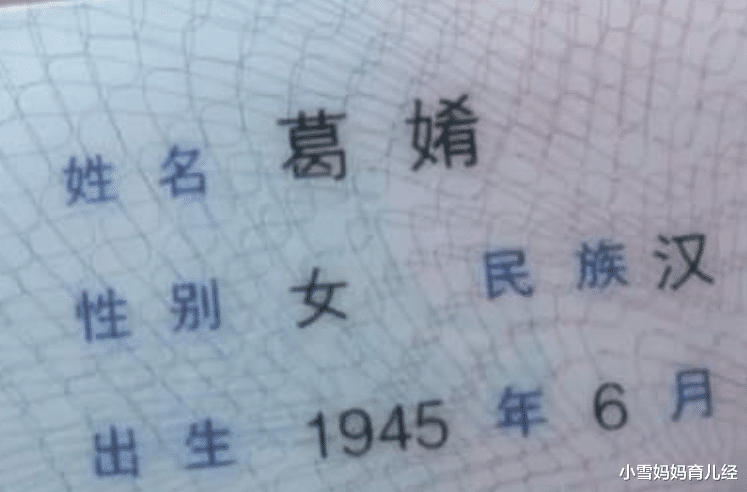 姓名 葛婄
性别 女 民族 汉
出生 1945 年 6 月
小雪妈妈育儿经